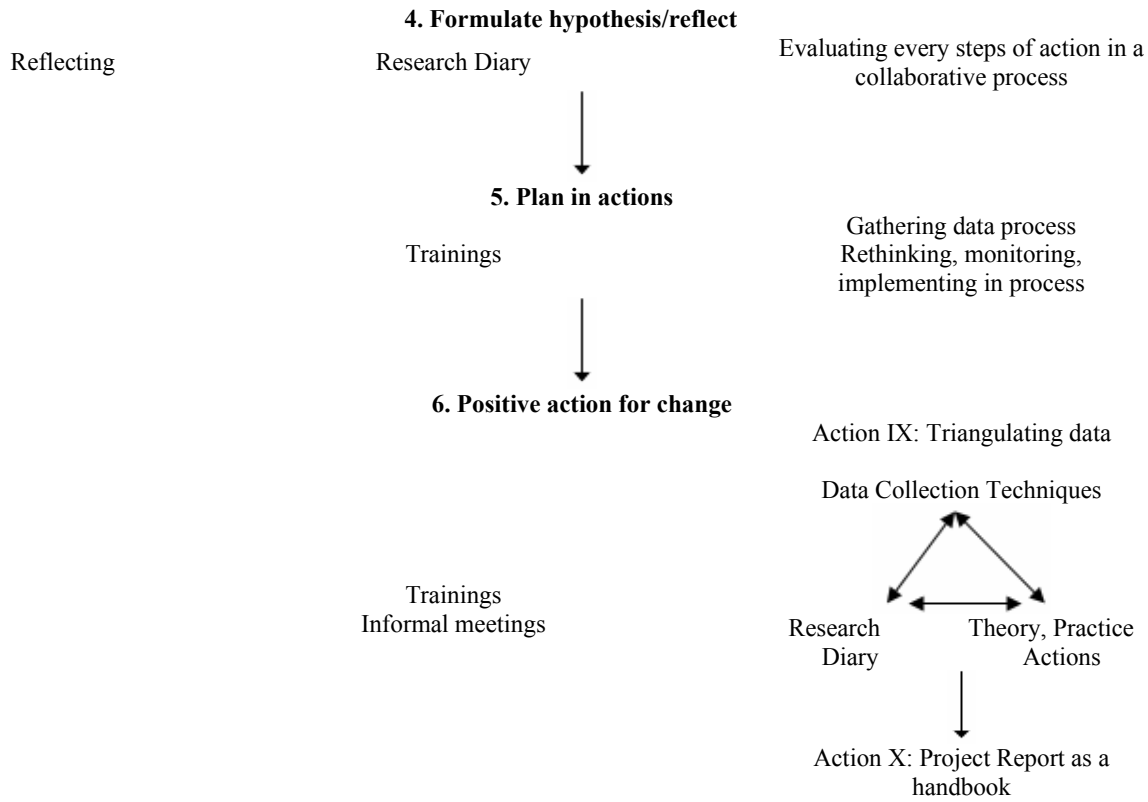 4. Formulate hypothesis/reflect
Reflecting
Research Diary
Evaluating every steps of action in a
collaborative process
5. Plan in actions
Trainings
Gathering data process
Rethinking, monitoring,
implementing in process
6. Positive action for change
Action IX: Triangulating data
Data Collection Techniques
Trainings
Informal meetings
Research
Diary
Theory, Practice
Actions
Action X: Project Report as a
handbook